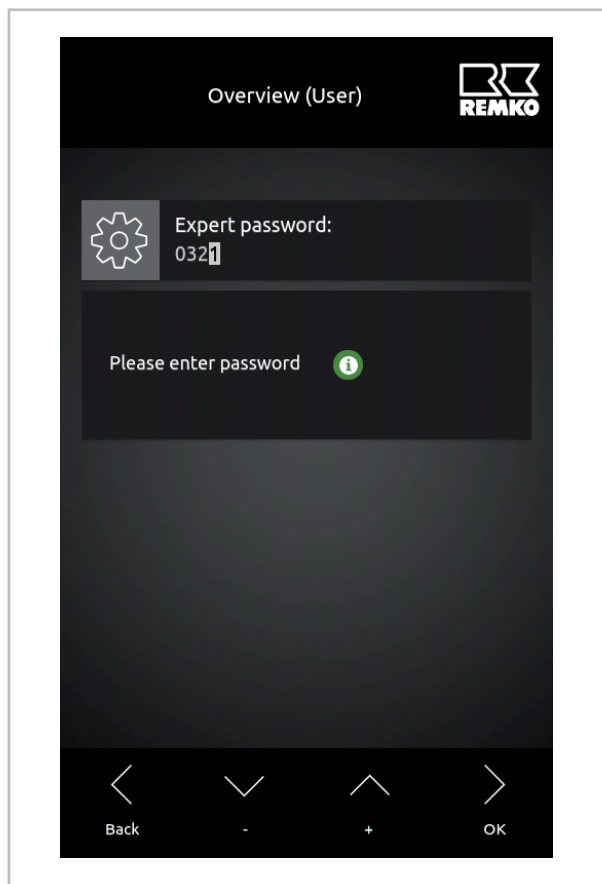 Overview (User)
REMKO
Expert password:
0321
Please enter password
Back
-
+
OK